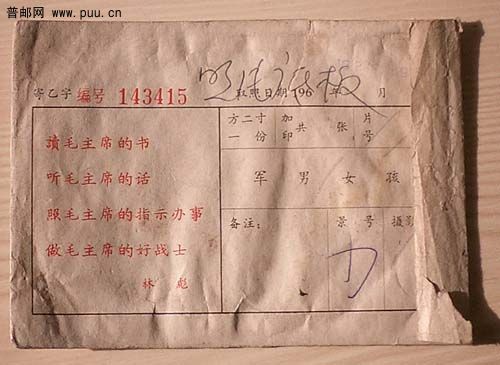 普邮网 www.puu.cn
寄乙字 编号 143415 取照日期 196 年 月
读毛主席的书
听毛主席的话
照毛主席的指示办事
做毛主席的好战士
林 彪
方二寸 加 共 张 片
一 份 印 号
军 男 女 孩
备注: 景 号 摄影